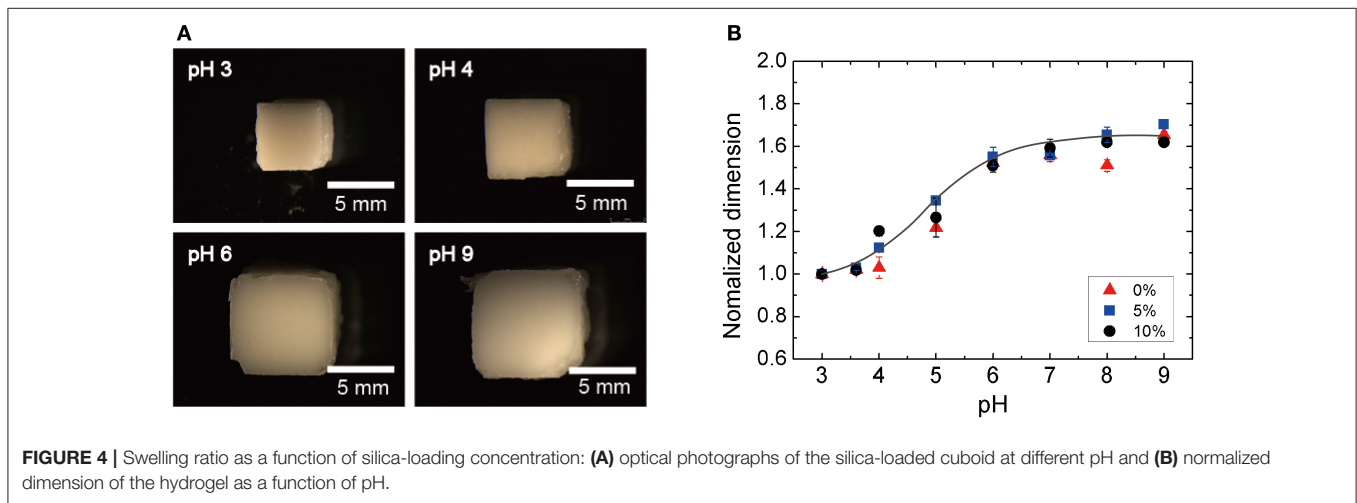 A
pH 3
5 mm
pH 4
5 mm
pH 6
5 mm
pH 9
5 mm
B
Nomalized dimension
2.0
1.8
1.6
1.4
1.2
1.0
0.8
0.6
0%
5%
10%
3 4 5 6 7 8 9
pH
FIGURE 4 | Swelling ratio as a function of silica-loading concentration: (A) optical photographs of the silica-loaded cuboid at different pH and (B) normalized
dimension of the hydrogel as a function of pH.